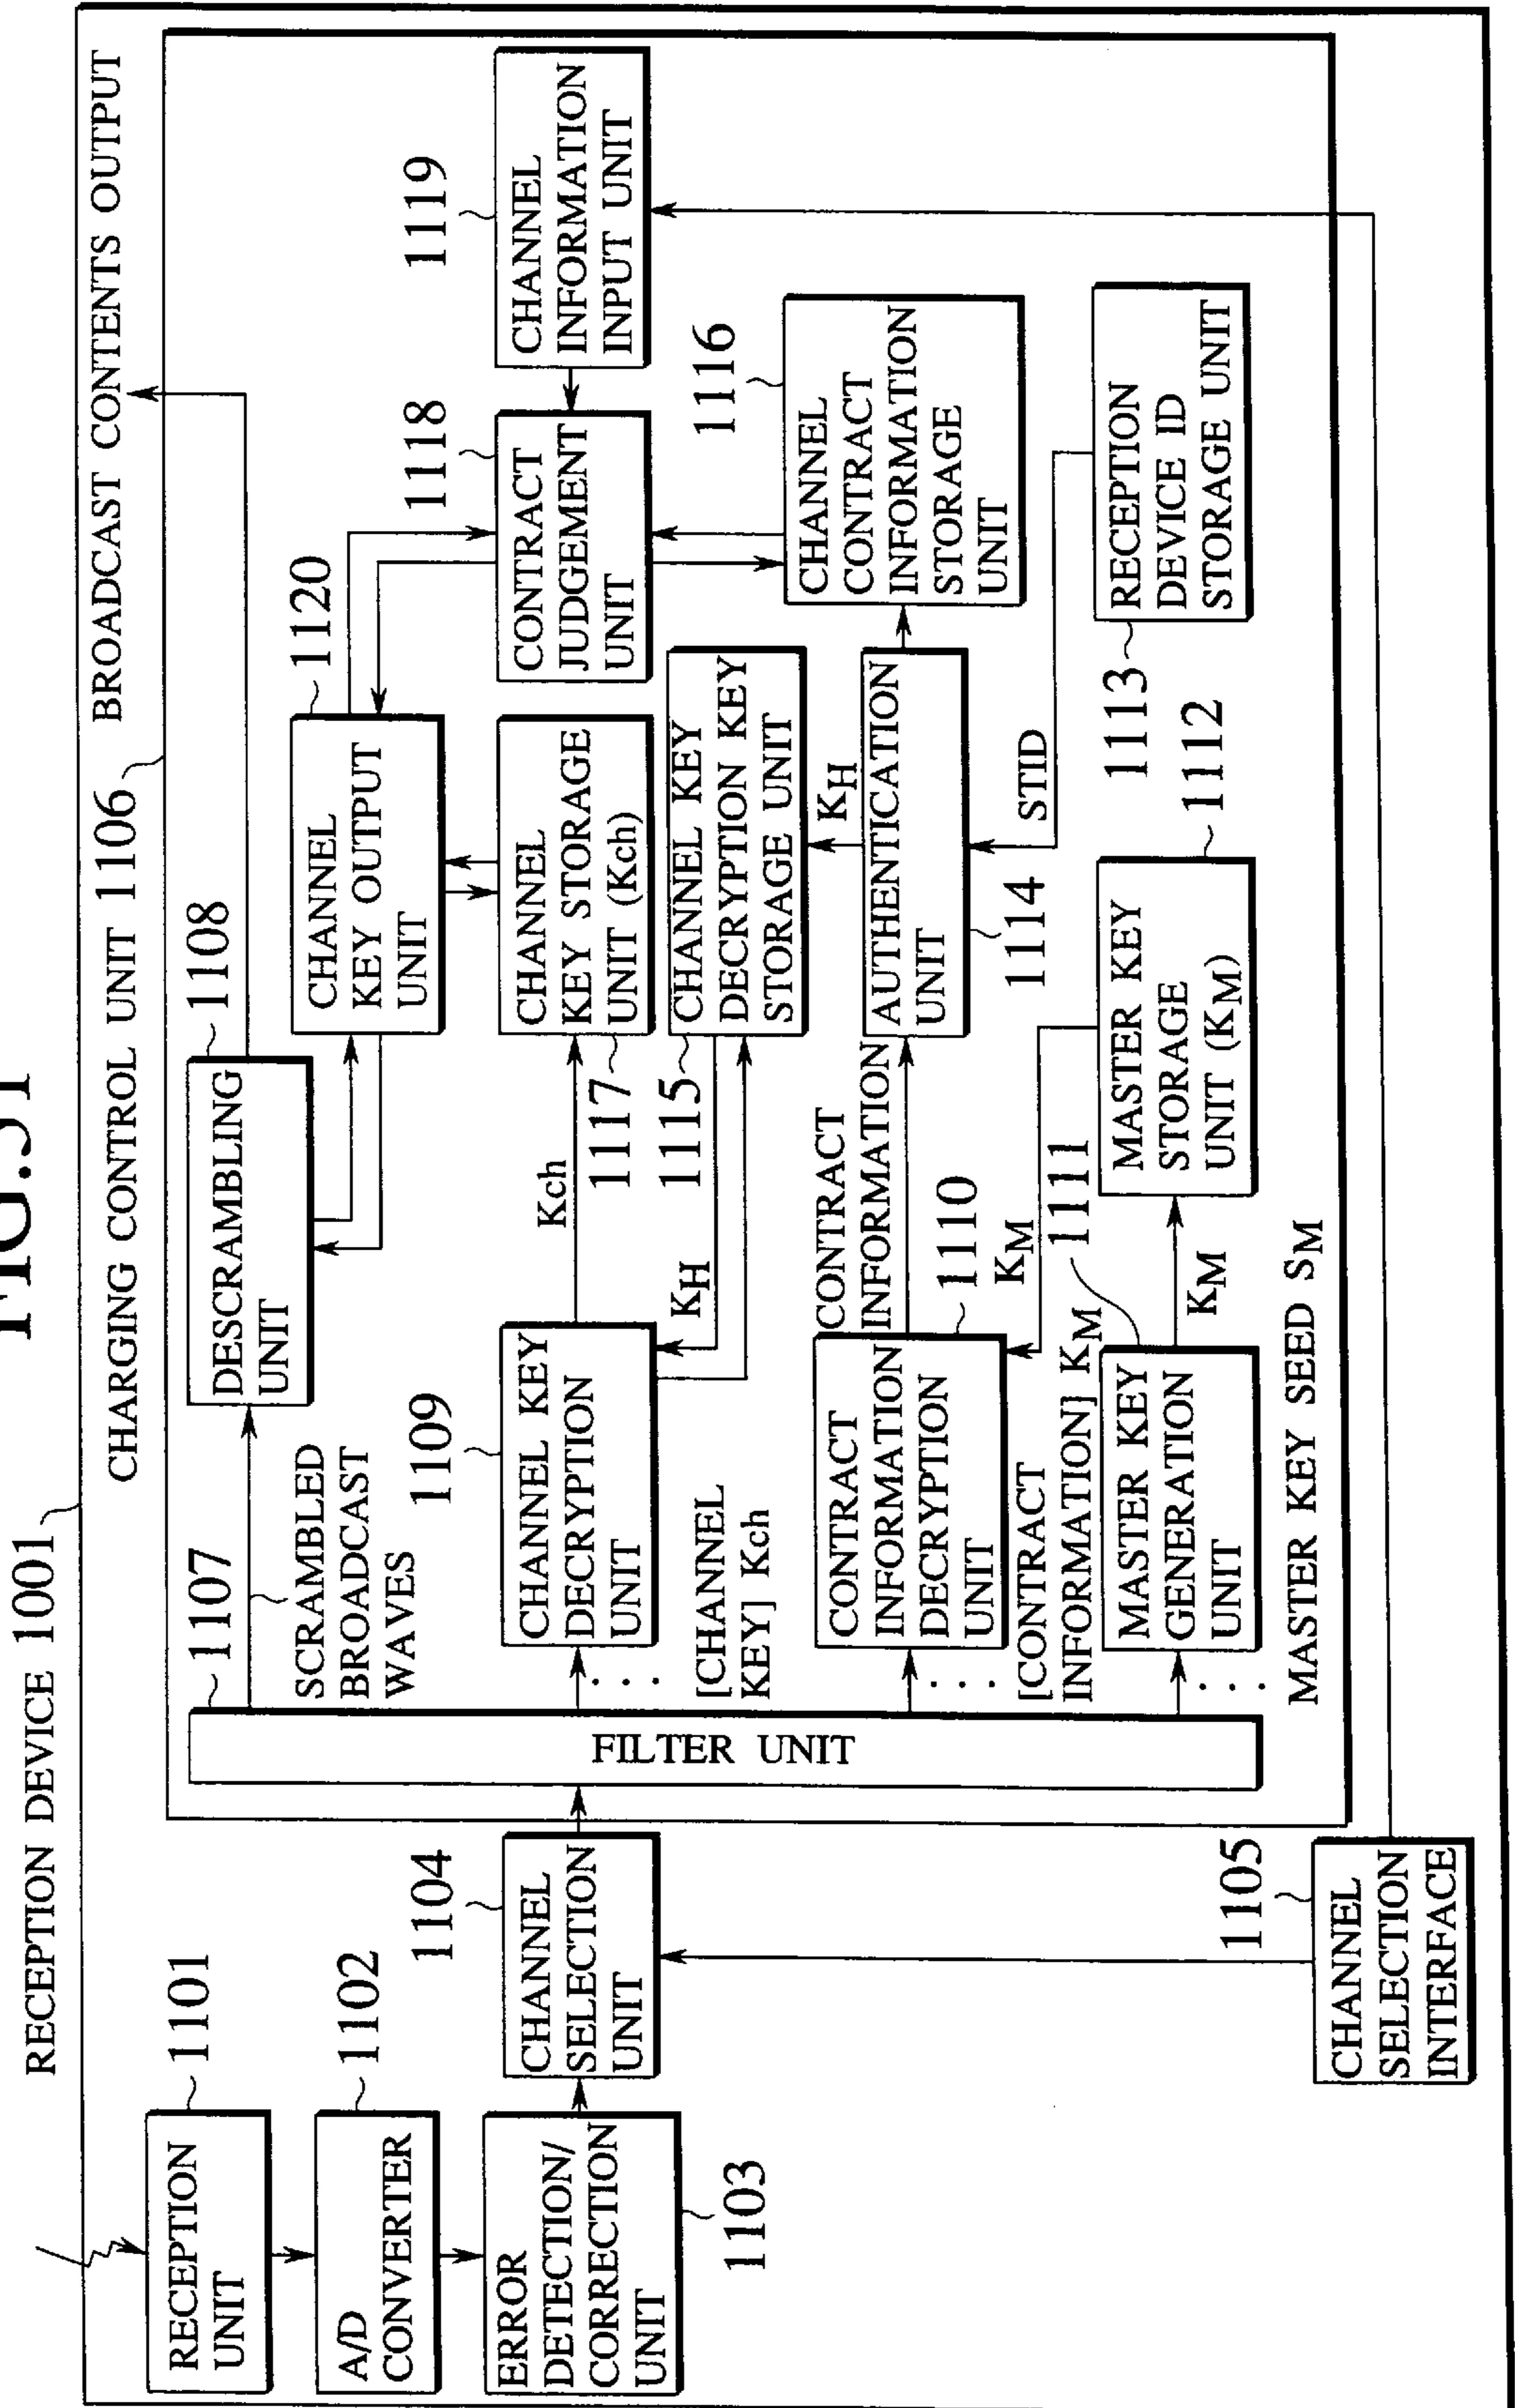 RECEPTION DEVICE 1001
CHARGING CONTROL UNIT 1106
BROADCAST CONTENTS OUTPUT
1101
RECEPTION
UNIT
1102
A/D
CONVERTER
ERROR
DETECTION/
CORRECTION
UNIT
1103
1104
CHANNEL
SELECTION
UNIT
1105
CHANNEL
SELECTION
INTERFACE
1107
FILTER UNIT
SCRAMBLED
BROADCAST
WAVES
1108
DESCRAMBLING
UNIT
1109
CHANNEL KEY
DECRYPTION
UNIT
[CHANNEL
KEY] Kch
Kch
KH
1120
CHANNEL
KEY OUTPUT
UNIT
CHANNEL
KEY STORAGE
UNIT (Kch)
1117
1115
CHANNEL KEY
DECRYPTION KEY
STORAGE UNIT
KH
1118
CONTRACT
JUDGEMENT
UNIT
1119
CHANNEL
INFORMATION
INPUT UNIT
1116
CHANNEL
CONTRACT
INFORMATION
STORAGE
UNIT
CONTRACT
INFORMATION
DECRYPTION
UNIT
1110
[CONTRACT
INFORMATION] KM
CONTRACT
INFORMATION
KM
AUTHENTICATION
UNIT
1114
STID
RECEPTION
DEVICE ID
STORAGE UNIT
1113
1111
MASTER KEY
GENERATION
UNIT
KM
1112
MASTER KEY
STORAGE
UNIT (KM)
MASTER KEY SEED SM